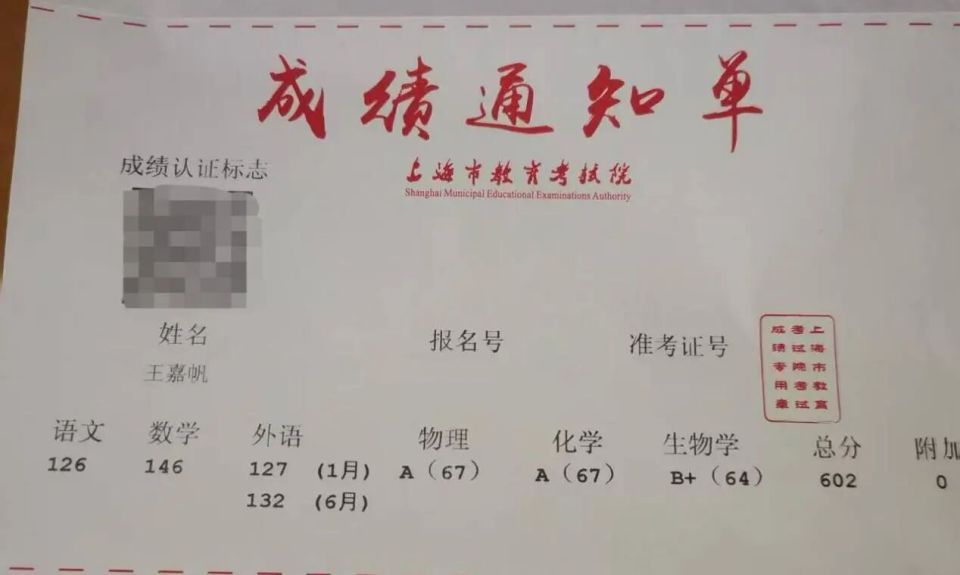 成绩通知单
成绩认证标志
上海市教育考试院
Shanghai Municipal Educational Examinations Authority
姓名 报名号 准考证号
王嘉帆
上海市教育
考试院考试
成绩专用章
语文 数学 外语 物理 化学 生物学 总分 附加
126 146 127 (1月) A（67） A（67） B+（64） 602 0
132 (6月)